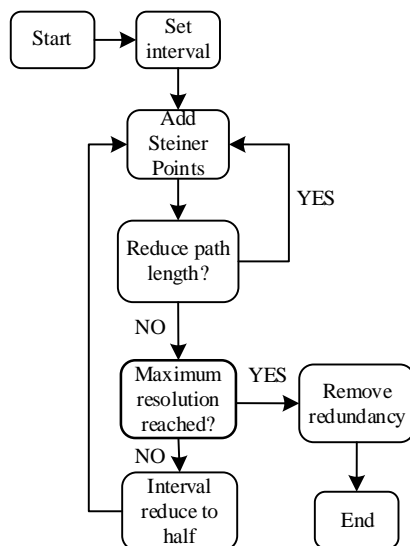 Start
Set
interval
Add
Steiner
Points
YES
Reduce path
length?
NO
Maximum
resolution
reached?
YES
Remove
redundancy
NO
Interval
reduce to
half
End